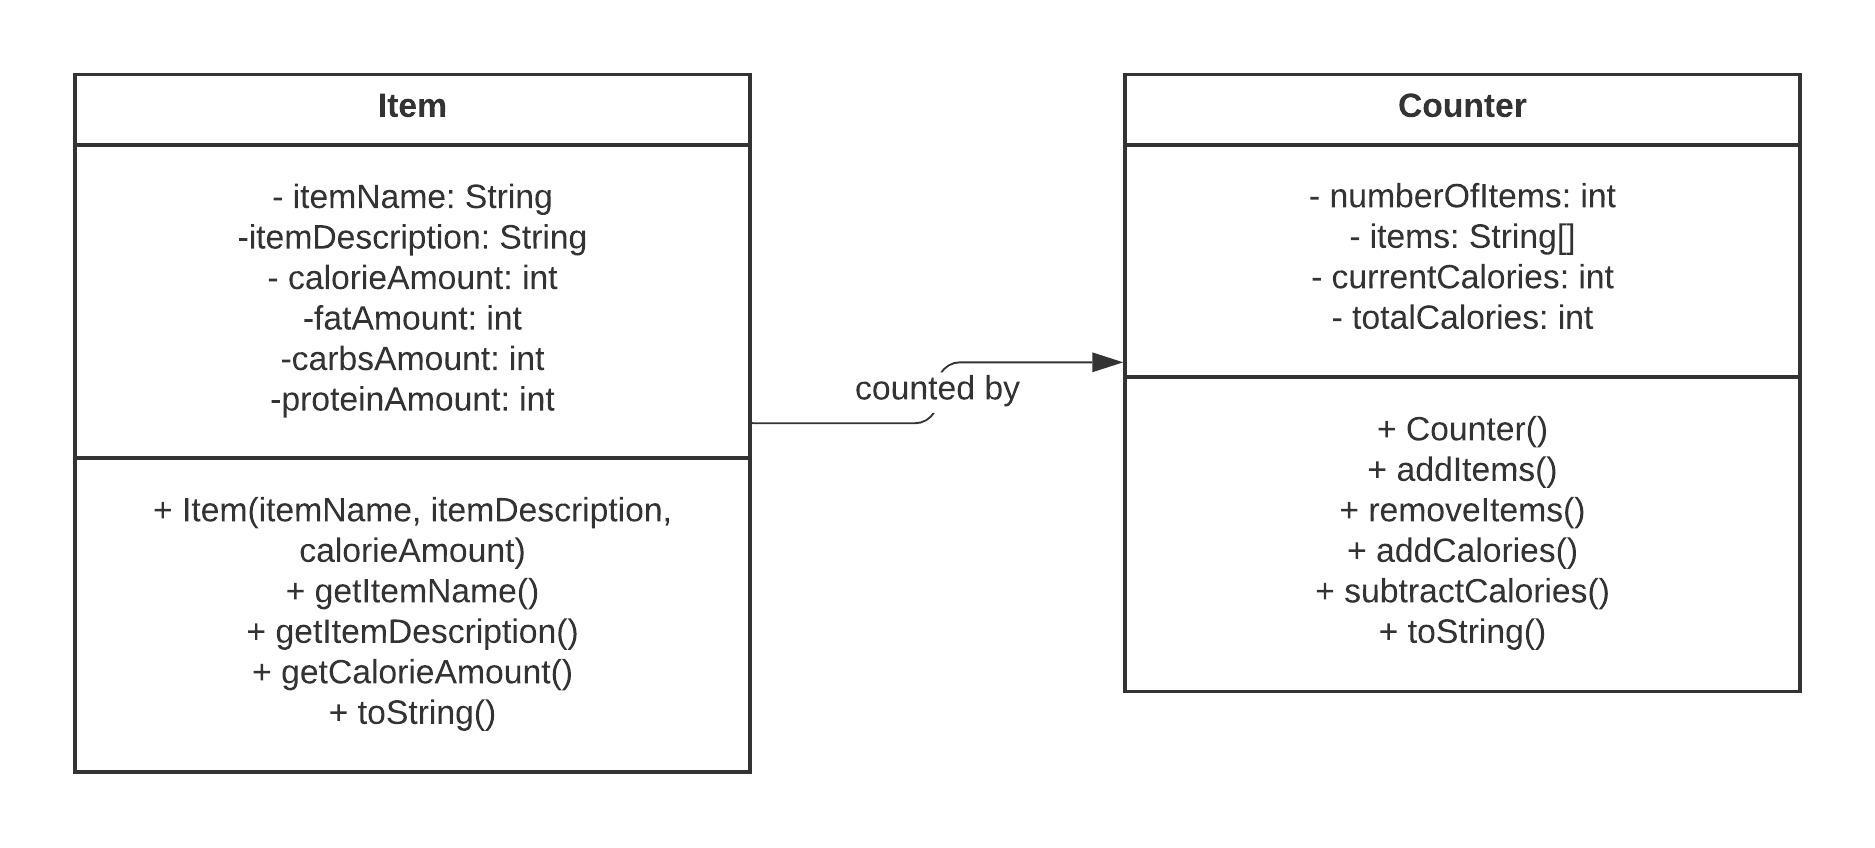 Item
- itemName: String
-itemDescription: String
- calorieAmount: int
-fatAmount: int
-carbsAmount: int
-proteinAmount: int
+ Item(itemName, itemDescription,
calorieAmount)
+ getItemName()
+ getItemDescription()
+ getCalorieAmount()
+ toString()
counted by
Counter
- numberOfItems: int
- items: String[]
- currentCalories: int
- totalCalories: int
+ Counter()
+ addItems()
+ removeItems()
+ addCalories()
+ subtractCalories()
+ toString()